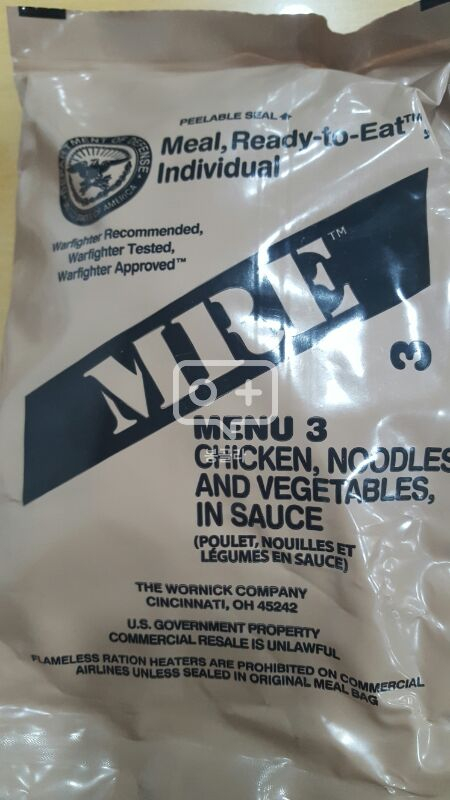 PEELABLE SEAL
Meal, Ready-to-Eat™,
Individual
DEPARTMENT OF DEFENSE
UNITED STATES OF AMERICA
Warfighter Recommended,
Warfighter Tested,
Warfighter Approved™
MRE™
3
MENU 3
CHICKEN, NOODLES
AND VEGETABLES,
IN SAUCE
(POULET, NOUILLES ET
LÉGUMES EN SAUCE)
THE WORNICK COMPANY
CINCINNATI, OH 45242
U.S. GOVERNMENT PROPERTY
COMMERCIAL RESALE IS UNLAWFUL
FLAMELESS RATION HEATERS ARE PROHIBITED ON COMMERCIAL
AIRLINES UNLESS SEALED IN ORIGINAL MEAL BAG